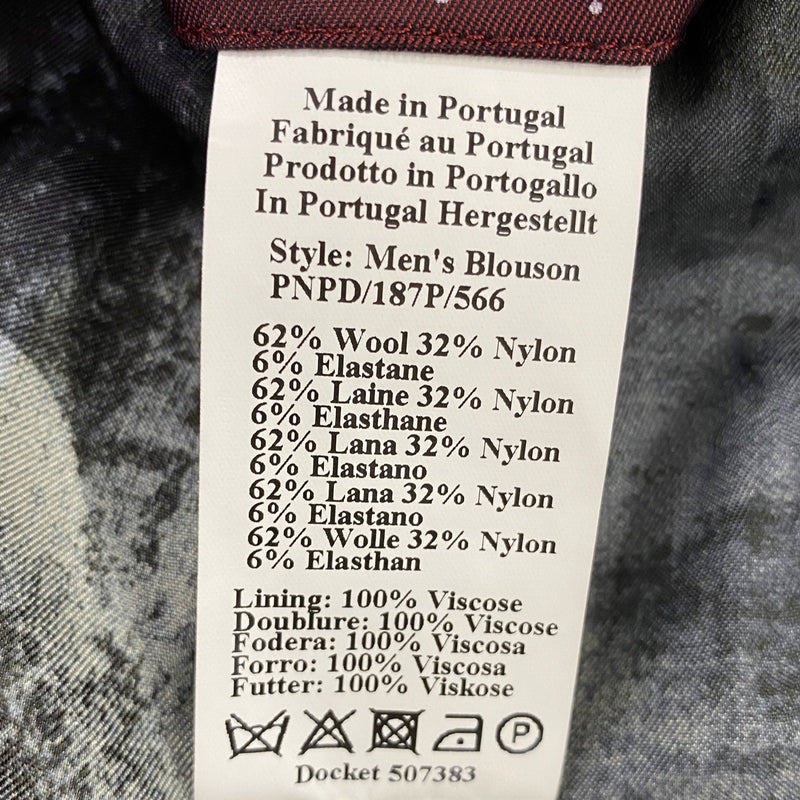 Made in Portugal
Fabriqué au Portugal
Prodotto in Portogallo
In Portugal Hergestellt
Style: Men's Blouson
PNPD/187P/566
62% Wool 32% Nylon
6% Elastane
62% Laine 32% Nylon
6% Elasthane
62% Lana 32% Nylon
6% Elastano
62% Lana 32% Nylon
6% Elastano
62% Wolle 32% Nylon
6% Elasthan
Lining: 100% Viscose
Doublure: 100% Viscose
Fodera: 100% Viscosa
Forro: 100% Viscosa
Futter: 100% Viskose
P
Docket 507383